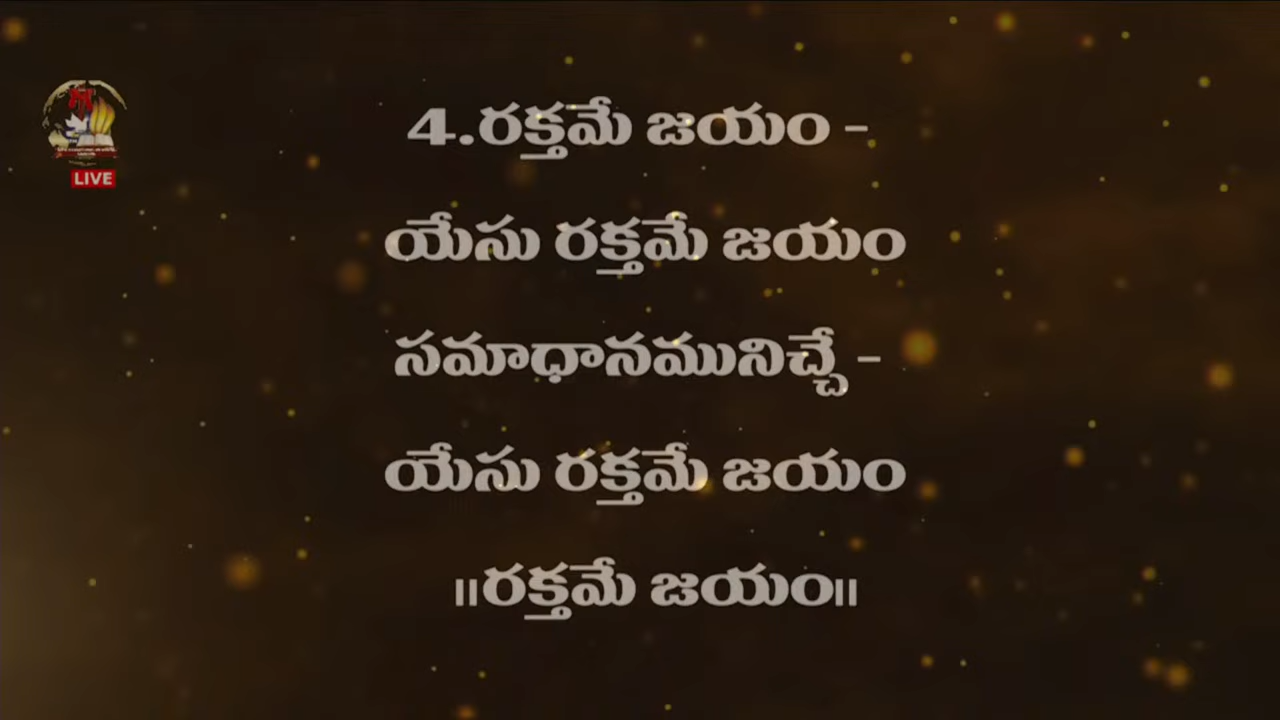 LIVE
4.రక్తమే జయం -
యేసు రక్తమే జయం
సమాధానమునిచ్చే -
యేసు రక్తమే జయం
॥రక్తమే జయం॥